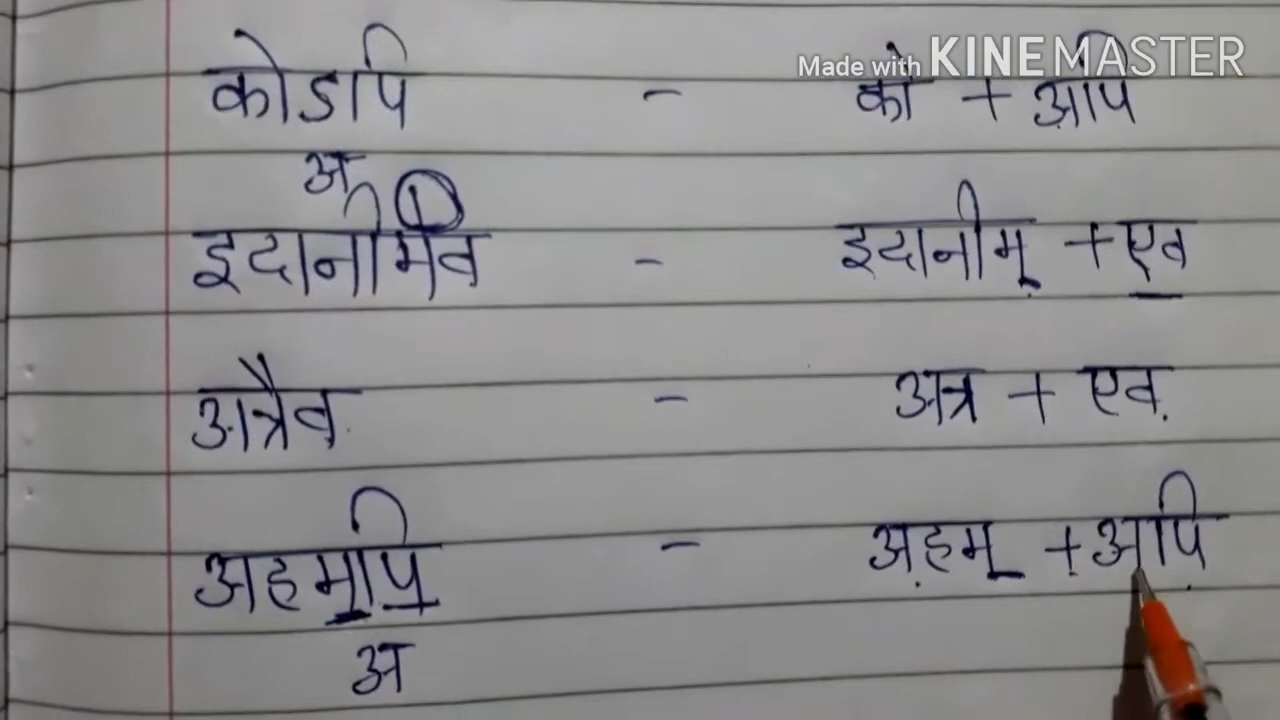 Made with KINEMASTER
कोऽपि - को + अपि
अ
इदानीमेव - इदानीम् + एव
अत्रैव - अत्र + एव
अहमपि - अहम् + अपि
अ